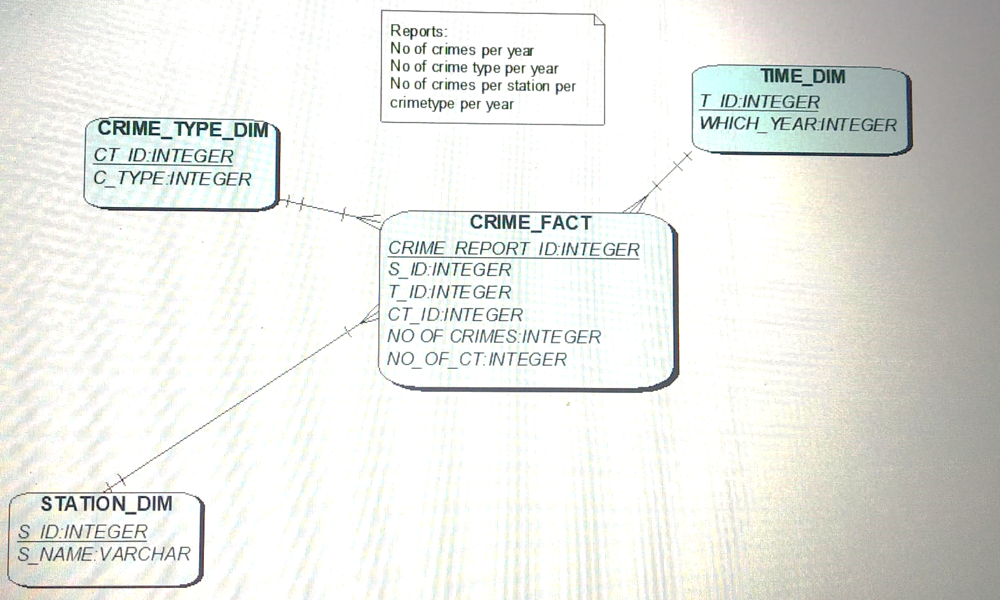 Reports:
No of crimes per year
No of crime type per year
No of crimes per station per
crimetype per year
TIME_DIM
T_ID:INTEGER
WHICH_YEAR:INTEGER
CRIME_TYPE_DIM
CT_ID:INTEGER
C_TYPE:INTEGER
CRIME_FACT
CRIME_REPORT_ID:INTEGER
S_ID:INTEGER
T_ID:INTEGER
CT_ID:INTEGER
NO OF CRIMES:INTEGER
NO_OF_CT:INTEGER
STATION_DIM
S_ID:INTEGER
S_NAME:VARCHAR